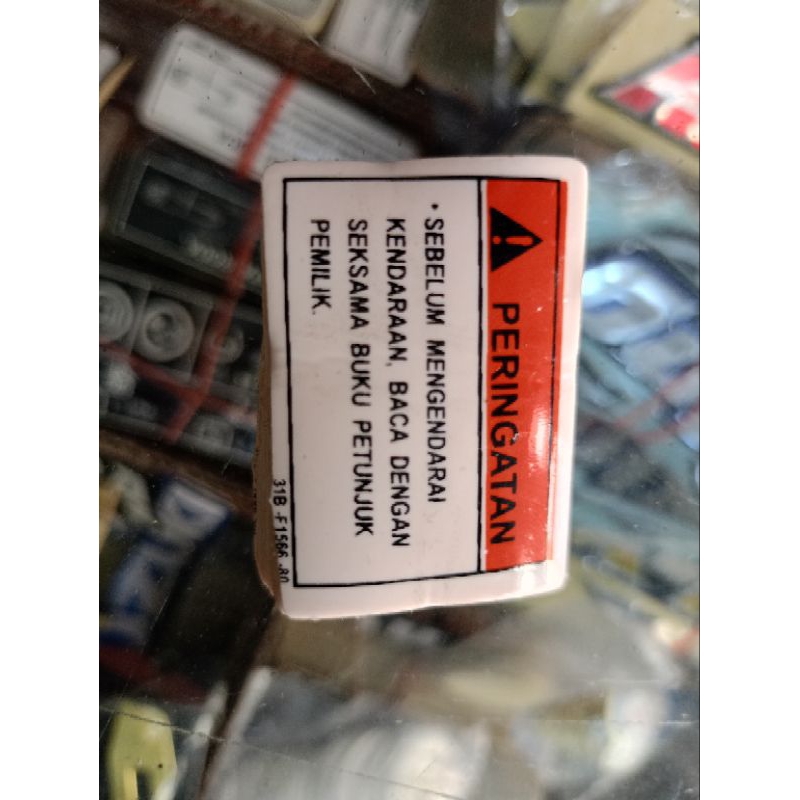 PERINGATAN
• SEBELUM MENGENDARAI
KENDARAAN, BACA DENGAN
SEKSAMA BUKU PETUNJUK
PEMILIK.
31B-F1566-80